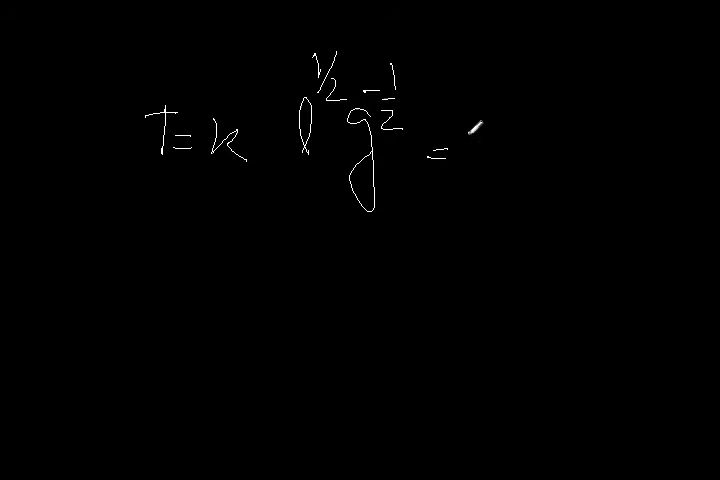 T = k l^{1/2} g^{-1/2} =